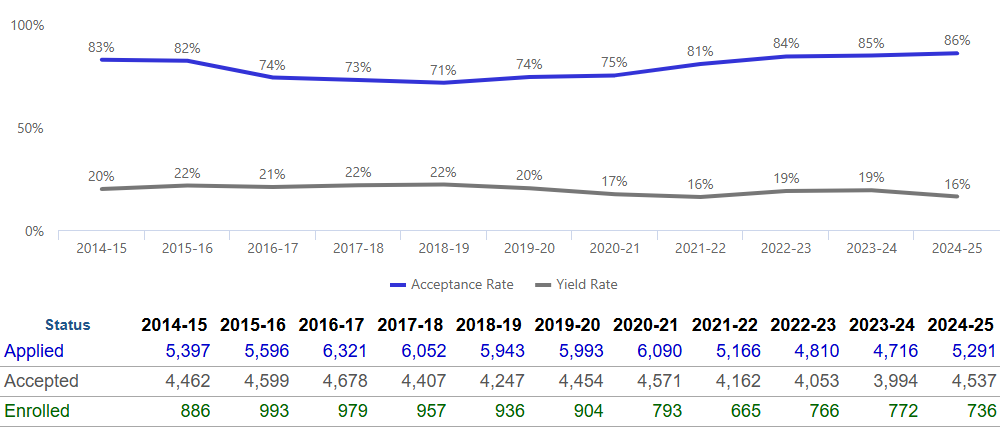 100%
83% 82% 74% 73% 71% 74% 75% 81% 84% 85% 86%
50%
20% 22% 21% 22% 22% 20% 17% 16% 19% 19% 16%
0%
2014-15 2015-16 2016-17 2017-18 2018-19 2019-20 2020-21 2021-22 2022-23 2023-24 2024-25
Acceptance Rate Yield Rate
Status 2014-15 2015-16 2016-17 2017-18 2018-19 2019-20 2020-21 2021-22 2022-23 2023-24 2024-25
Applied 5,397 5,596 6,321 6,052 5,943 5,993 6,090 5,166 4,810 4,716 5,291
Accepted 4,462 4,599 4,678 4,407 4,247 4,454 4,571 4,162 4,053 3,994 4,537
Enrolled 886 993 979 957 936 904 793 665 766 772 736